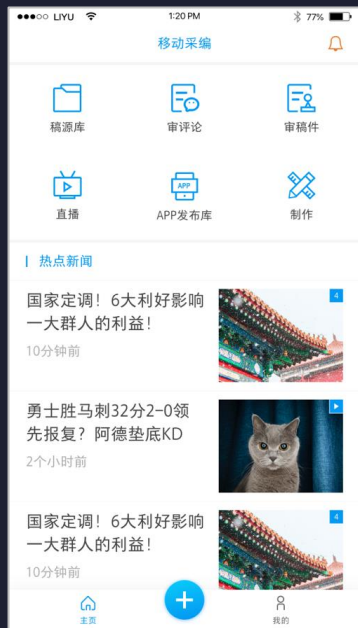 LIYU 1:20 PM 77%
移动采编
稿源库 审评论 审稿件
APP
直播 APP发布库 制作
热点新闻
国家定调！6大利好影响
一大群人的利益！
4
10分钟前
勇士胜马刺32分2-0领
先报复？阿德垫底KD
2个小时前
国家定调！6大利好影响
一大群人的利益！
4
10分钟前
主页 我的